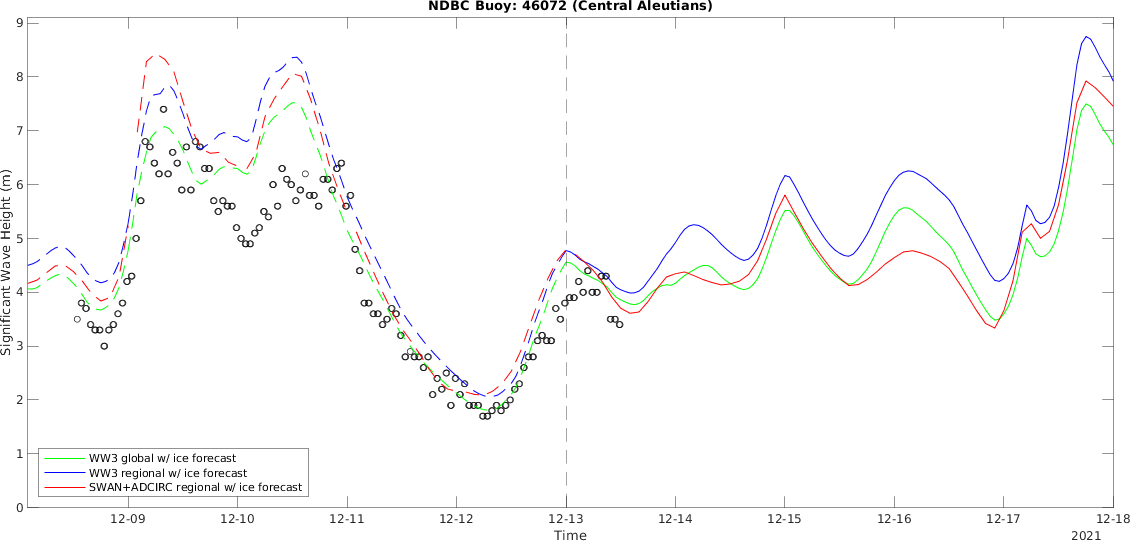 NDBC Buoy: 46072 (Central Aleutians)
Significant Wave Height (m)
9
8
7
6
5
4
3
2
1
0
WW3 global w/ ice forecast
WW3 regional w/ ice forecast
SWAN+ADCIRC regional w/ ice forecast
12-09 12-10 12-11 12-12 12-13 12-14 12-15 12-16 12-17 12-18
Time
2021